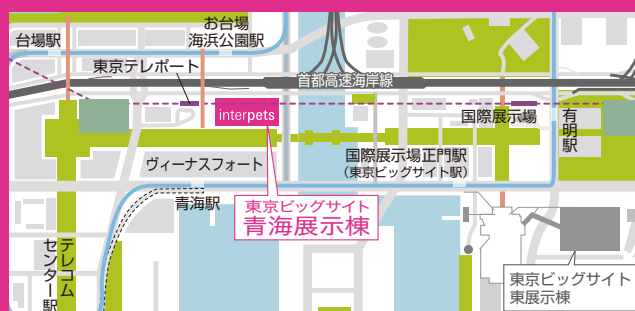 お台場
海浜公園駅
台場駅
東京テレポート
首都高速海岸線
interpets
国際展示場
有明駅
ヴィーナスフォート
国際展示場正門駅
(東京ビッグサイト駅)
青海駅
東京ビッグサイト
青海展示棟
テレコム
センター駅
東京ビッグサイト
東展示棟